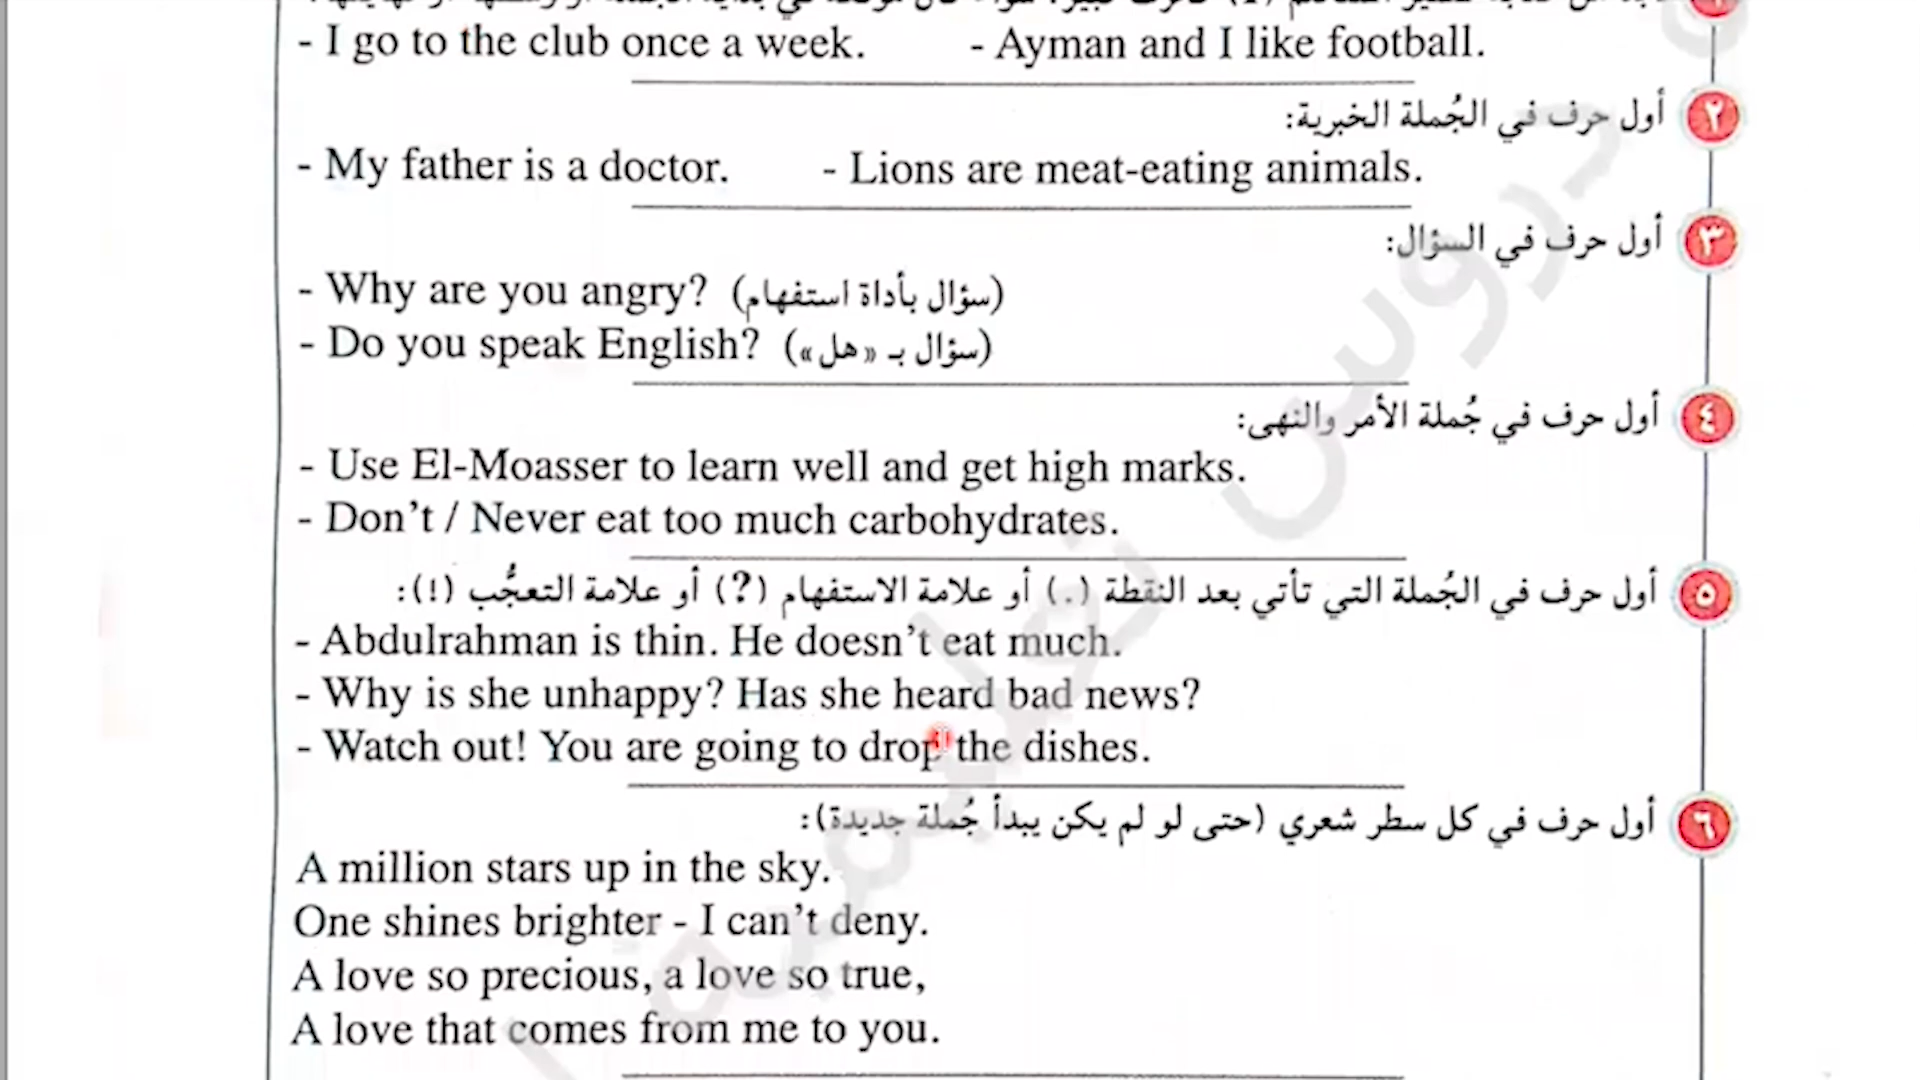 (I)
- I go to the club once a week. - Ayman and I like football.
٢ أول حرف في الجُملة الخبرية:
- My father is a doctor. - Lions are meat-eating animals.
٣ أول حرف في السؤال:
- Why are you angry? (سؤال بأداة استفهام)
- Do you speak English? (سؤال بـ «هل»)
٤ أول حرف في جُملة الأمر والنهى:
- Use El-Moasser to learn well and get high marks.
- Don’t / Never eat too much carbohydrates.
٥ أول حرف في الجُملة التي تأتي بعد النقطة (.) أو علامة الاستفهام (?) أو علامة التعجُّب (!):
- Abdulrahman is thin. He doesn’t eat much.
- Why is she unhappy? Has she heard bad news?
- Watch out! You are going to drop the dishes.
٦ أول حرف في كل سطر شعري (حتى لو لم يكن يبدأ جُملة جديدة):
A million stars up in the sky.
One shines brighter - I can’t deny.
A love so precious, a love so true,
A love that comes from me to you.
دروس تعليمية